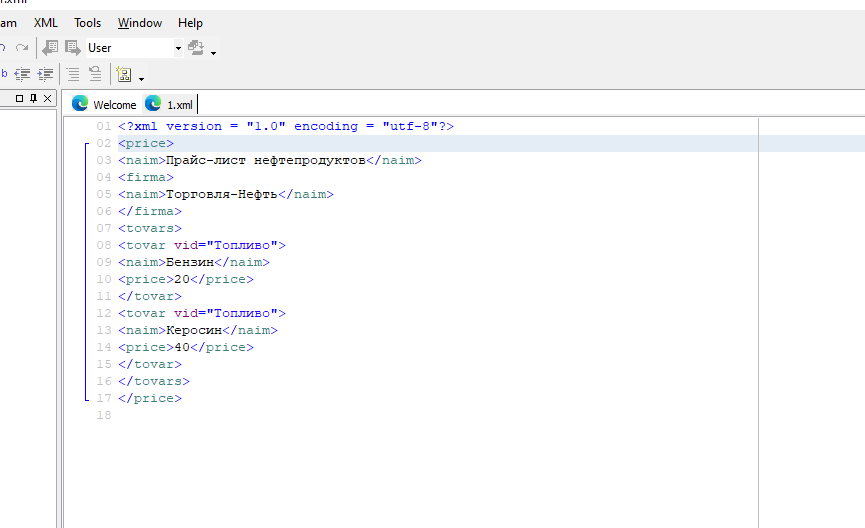 am XML Tools Window Help
User
b
Welcome 1.xml
01 <?xml version = "1.0" encoding = "utf-8"?>
02 <price>
03 <naim>Прайс-лист нефтепродуктов</naim>
04 <firma>
05 <naim>Торговля-Нефть</naim>
06 </firma>
07 <tovars>
08 <tovar vid="Топливо">
09 <naim>Бензин</naim>
10 <price>20</price>
11 </tovar>
12 <tovar vid="Топливо">
13 <naim>Керосин</naim>
14 <price>40</price>
15 </tovar>
16 </tovars>
17 </price>
18